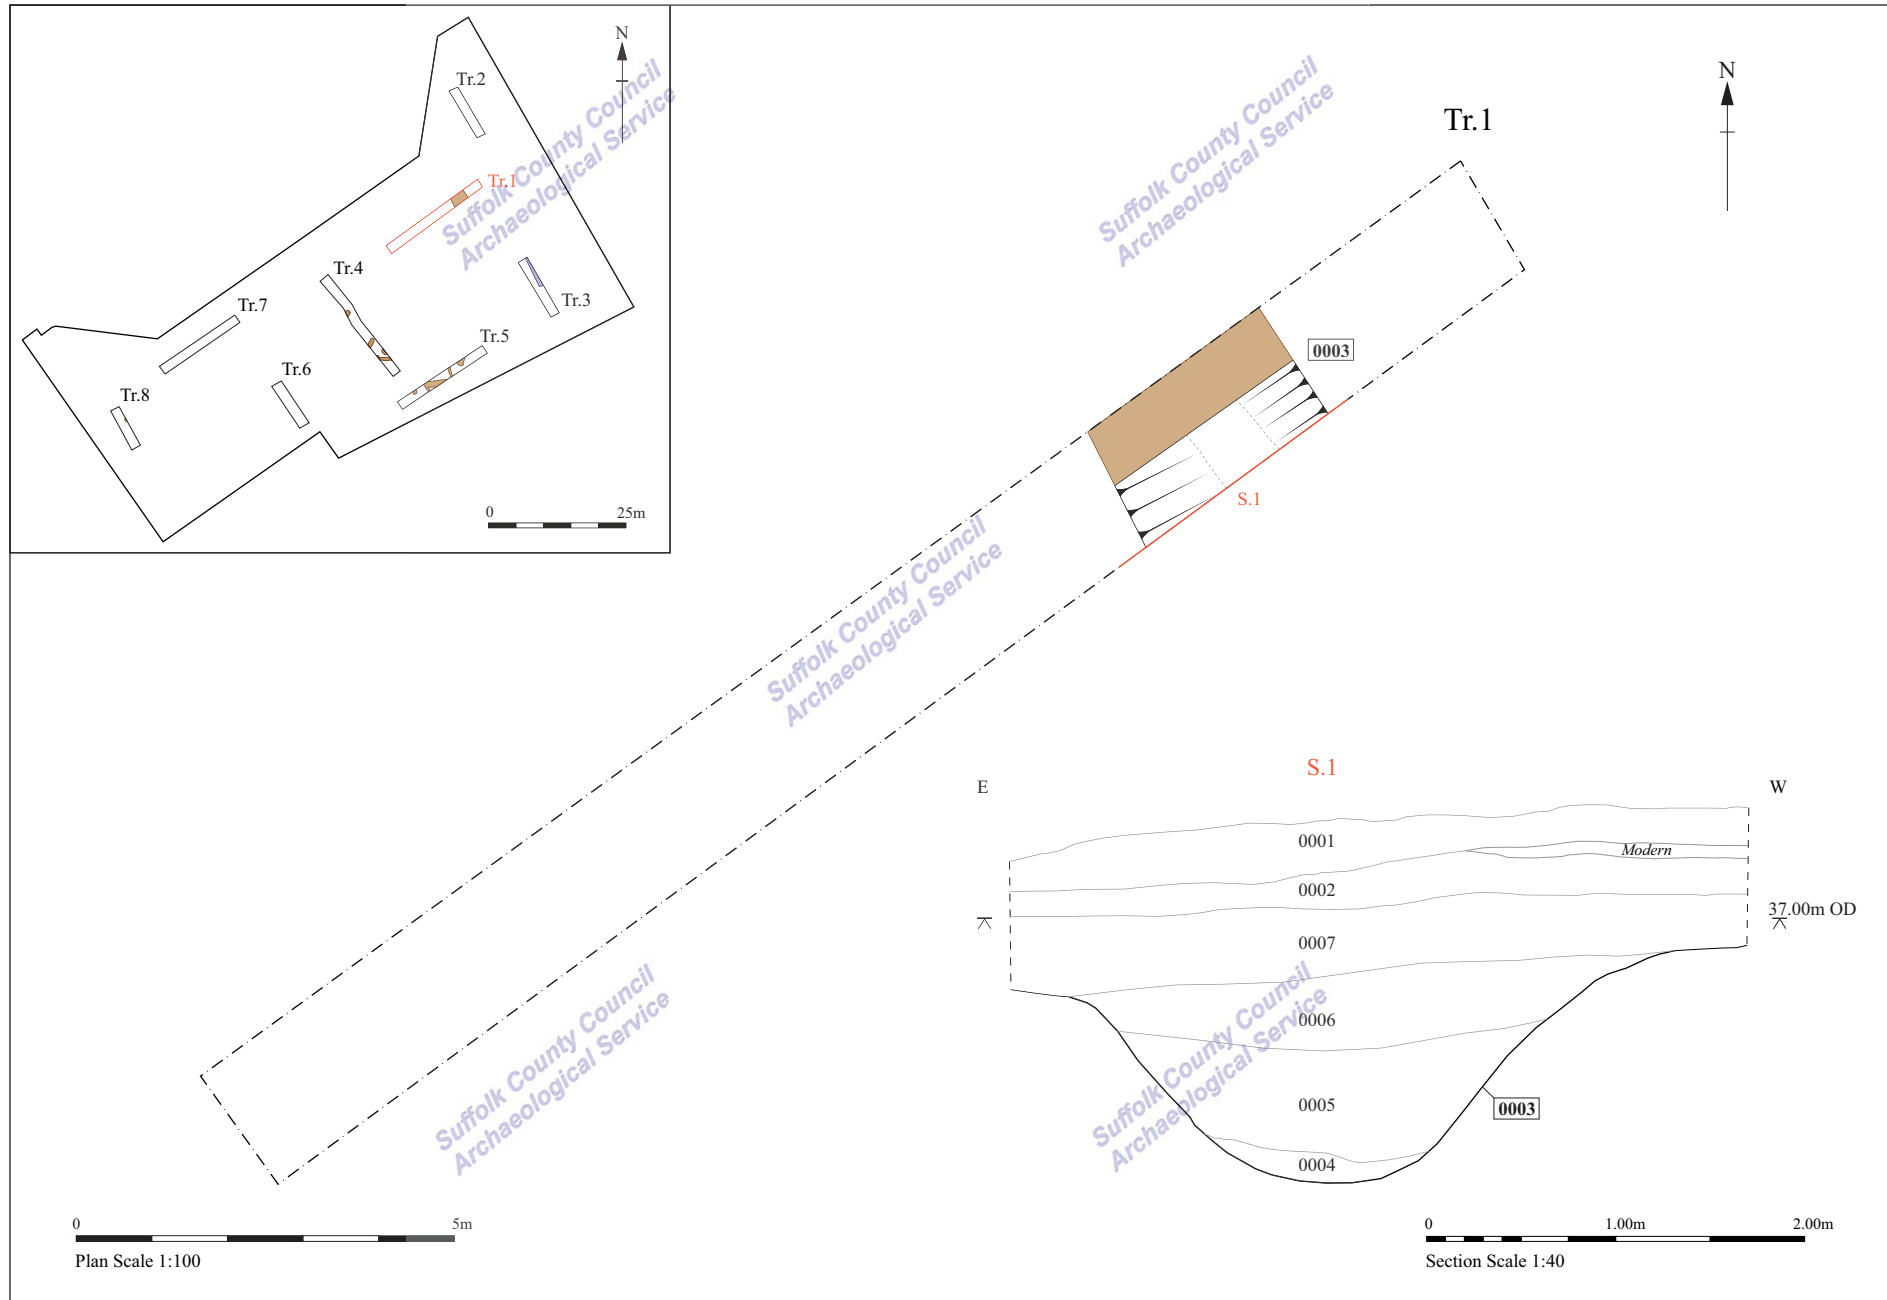 N
Tr.2
Tr.1
Tr.4
Tr.3
Tr.7
Tr.5
Tr.6
Tr.8
0 25m
Suffolk County Council
Archaeological Service
Suffolk County Council
Archaeological Service
N
Tr.1
0003
S.1
Suffolk County Council
Archaeological Service
Suffolk County Council
Archaeological Service
Suffolk County Council
Archaeological Service
S.1
E W
0001
Modern
0002
37.00m OD
0007
0006
0005
0003
0004
0 5m
Plan Scale 1:100
0 1.00m 2.00m
Section Scale 1:40